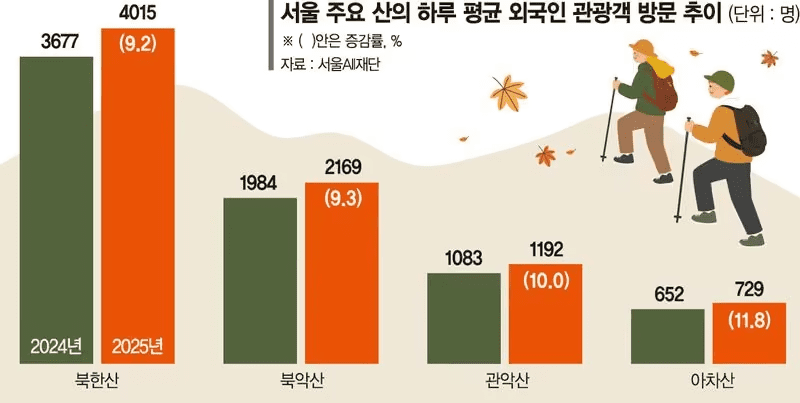 서울 주요 산의 하루 평균 외국인 관광객 방문 추이 (단위 : 명)
※ ( )안은 증감률, %
자료 : 서울AI재단
3677
4015
(9.2)
2024년
2025년
북한산
1984
2169
(9.3)
북악산
1083
1192
(10.0)
관악산
652
729
(11.8)
아차산